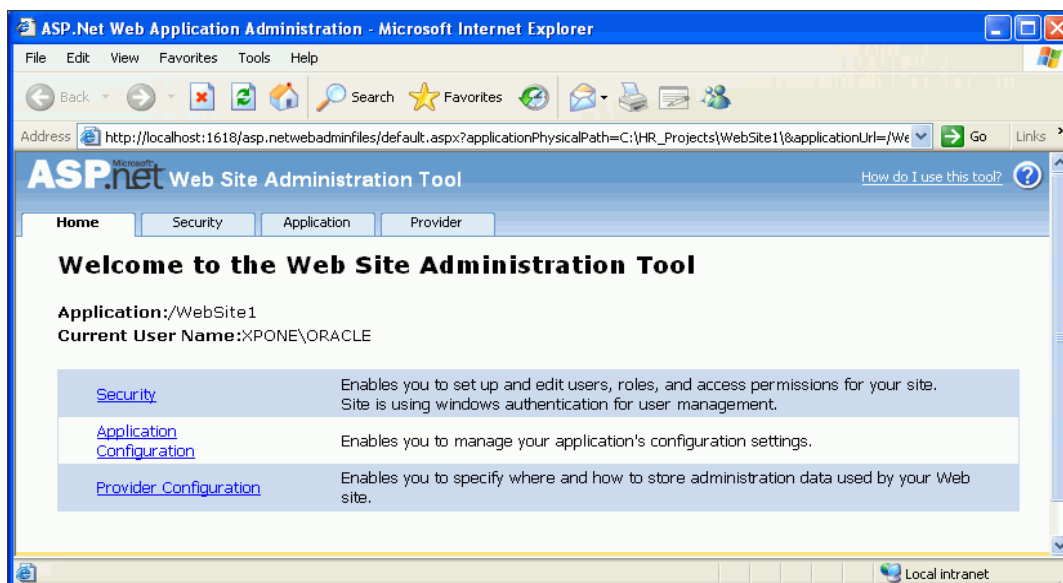 ASP.Net Web Application Administration - Microsoft Internet Explorer
File Edit View Favorites Tools Help
Back Search Favorites
Address http://localhost:1618/asp.netwebadminfiles/default.aspx?applicationPhysicalPath=C:\HR_Projects\WebSite1\&applicationUrl=/We Go Links »
Microsoft
ASP.net Web Site Administration Tool How do I use this tool? ?
Home Security Application Provider
Welcome to the Web Site Administration Tool
Application:/WebSite1
Current User Name:XPONE\ORACLE
Security Enables you to set up and edit users, roles, and access permissions for your site.
Site is using windows authentication for user management.
Application
Configuration Enables you to manage your application's configuration settings.
Provider Configuration Enables you to specify where and how to store administration data used by your Web
site.
Local intranet